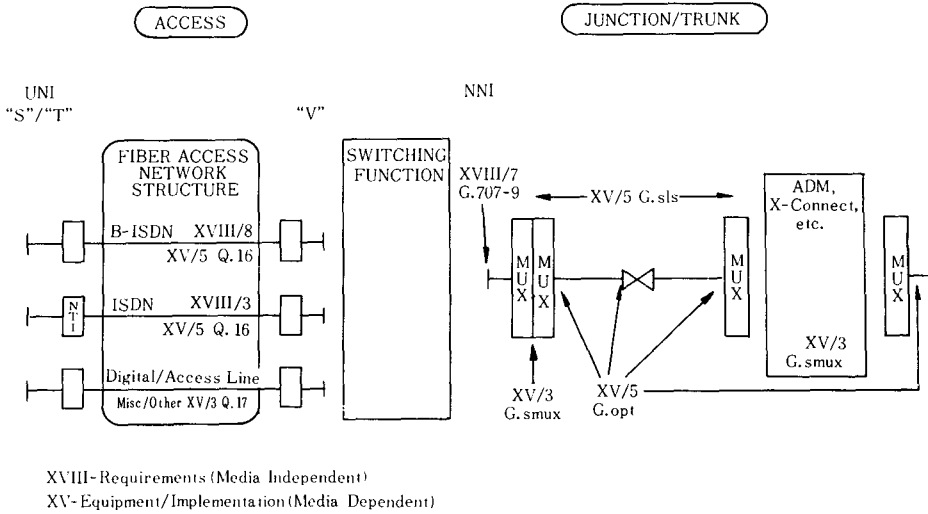 ACCESS
JUNCTION/TRUNK
UNI
"S"/"T"
"V"
NNI
FIBER ACCESS
NETWORK
STRUCTURE
SWITCHING
FUNCTION
XVIII/7
G.707-9
XV/5 G.sls
ADM,
X-Connect,
etc.
B-ISDN XVIII/8
XV/5 Q.16
MUX
MUX
MUX
MUX
NTI
ISDN XVIII/3
XV/5 Q.16
XV/3
G.smux
Digital/Access Line
Misc/Other XV/3 Q.17
XV/3
G.smux
XV/5
G.opt
XVIII-Requirements (Media Independent)
XV-Equipment/Implementation (Media Dependent)